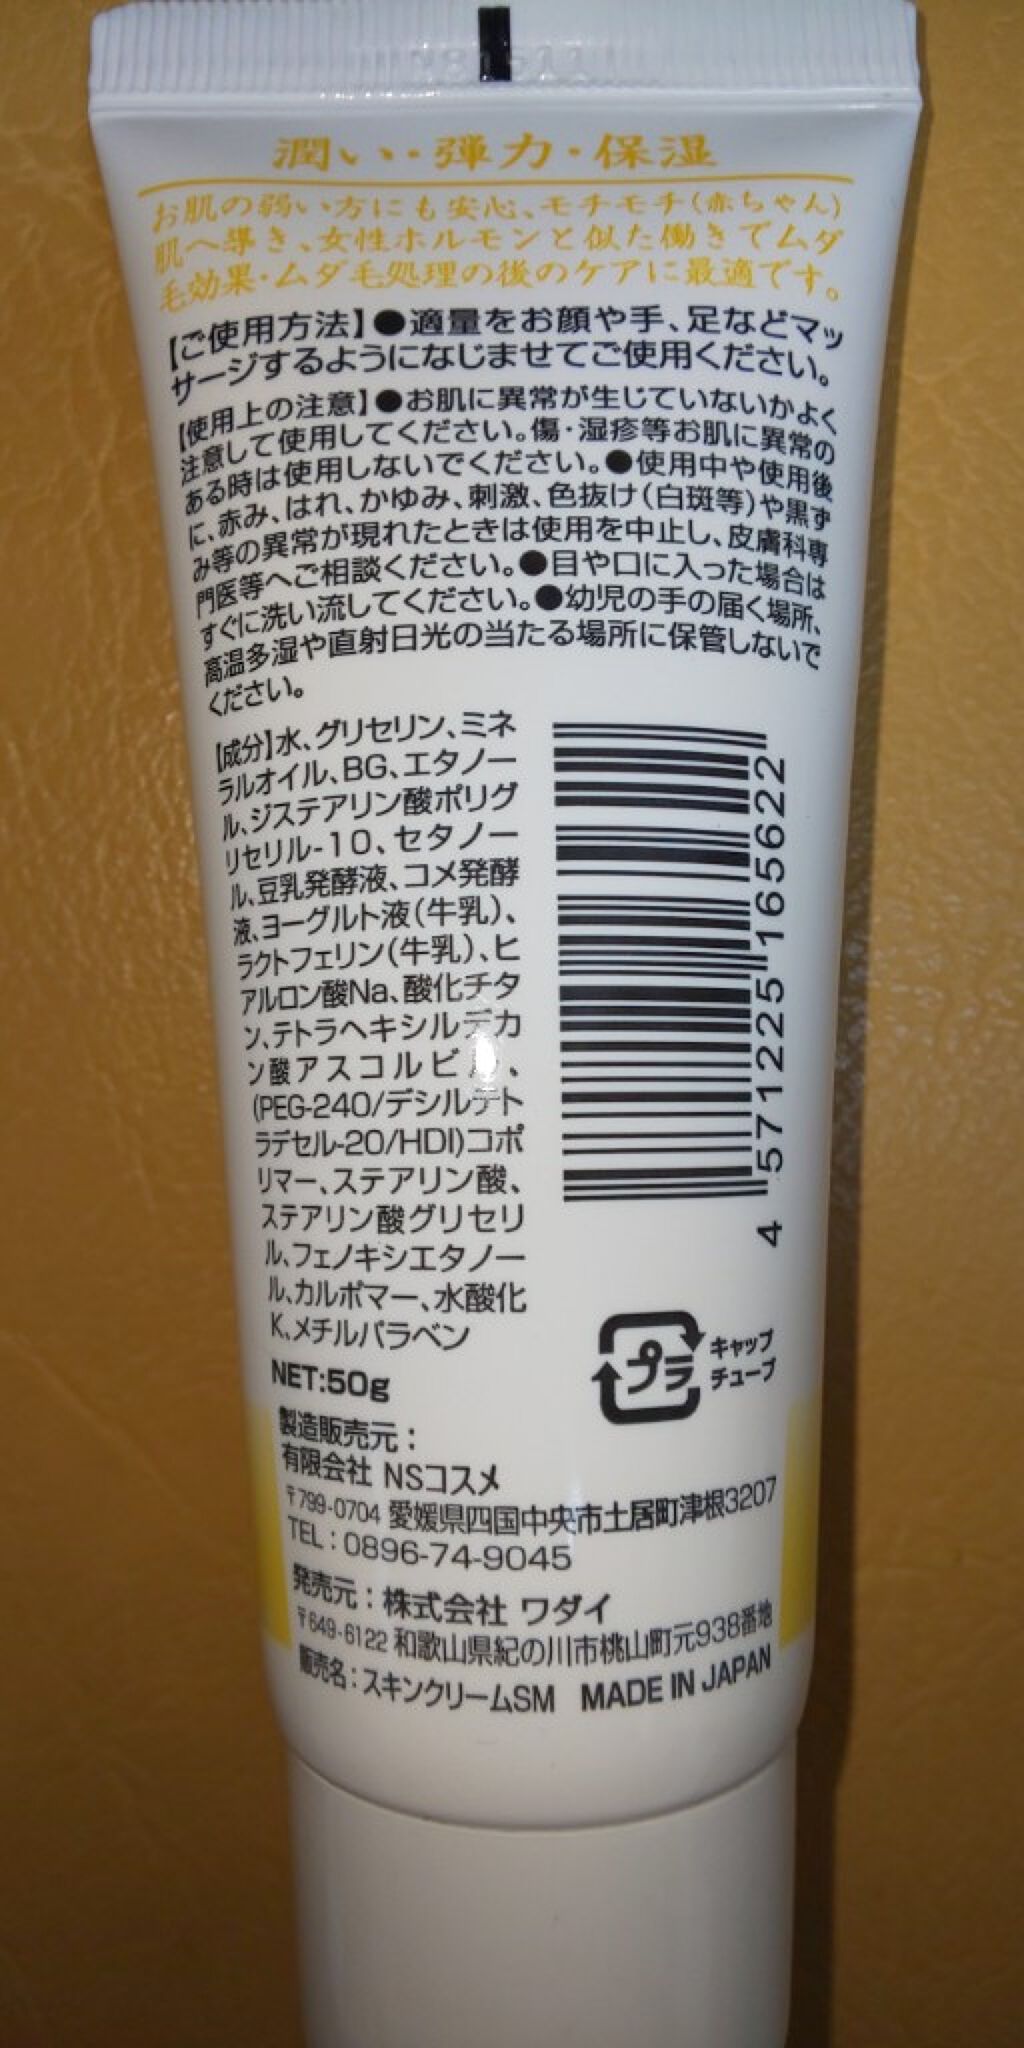 潤い・弾力・保湿
お肌の弱い方にも安心、モチモチ(赤ちゃん)
肌へ導き、女性ホルモンと似た働きでムダ
毛効果・ムダ毛処理の後のケアに最適です。
【ご使用方法】●適量をお顔や手、足などマッ
サージするようになじませてご使用ください。
【使用上の注意】●お肌に異常が生じていないかよく
注意して使用してください。傷・湿疹等お肌に異常の
ある時は使用しないでください。●使用中や使用後
に、赤み、はれ、かゆみ、刺激、色抜け(白斑等)や黒ず
み等の異常が現れたときは使用を中止し、皮膚科専
門医等へご相談ください。●目や口に入った場合は
すぐに洗い流してください。●幼児の手の届く場所、
高温多湿や直射日光の当たる場所に保管しないで
ください。
【成分】水、グリセリン、ミネ
ラルオイル、BG、エタノー
ル、ジステアリン酸ポリグ
リセリル-10、セタノー
ル、豆乳発酵液、コメ発酵
液、ヨーグルト液(牛乳)、
ラクトフェリン(牛乳)、ヒ
アルロン酸Na、酸化チタ
ン、テトラヘキシルデカ
ン酸アスコルビル、
(PEG-240/デシルテト
ラデセル-20/HDI)コポ
リマー、ステアリン酸、
ステアリン酸グリセリ
ル、フェノキシエタノー
ル、カルボマー、水酸化
K、メチルパラベン
4 571225 165622
NET:50g
プラ
キャップ
チューブ
製造販売元：
有限会社 NSコスメ
〒799-0704 愛媛県四国中央市土居町津根3207
TEL：0896-74-9045
発売元：株式会社 ワダイ
〒649-6122 和歌山県紀の川市桃山町元938番地
販売名：スキンクリームSM MADE IN JAPAN